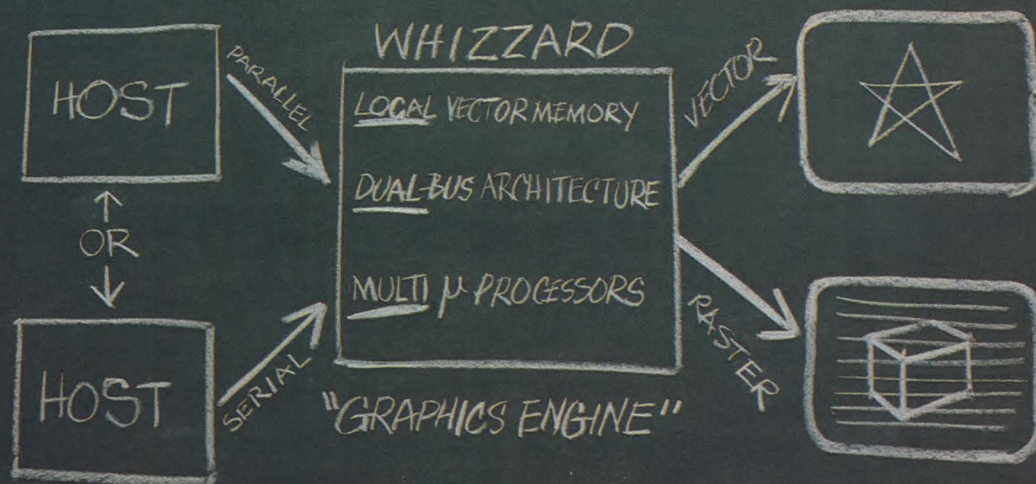 HOST
↑
OR
↓
HOST
PARALLEL
SERIAL
WHIZZARD
LOCAL VECTOR MEMORY
DUAL-BUS ARCHITECTURE
MULTI μ PROCESSORS
"GRAPHICS ENGINE"
VECTOR
RASTER